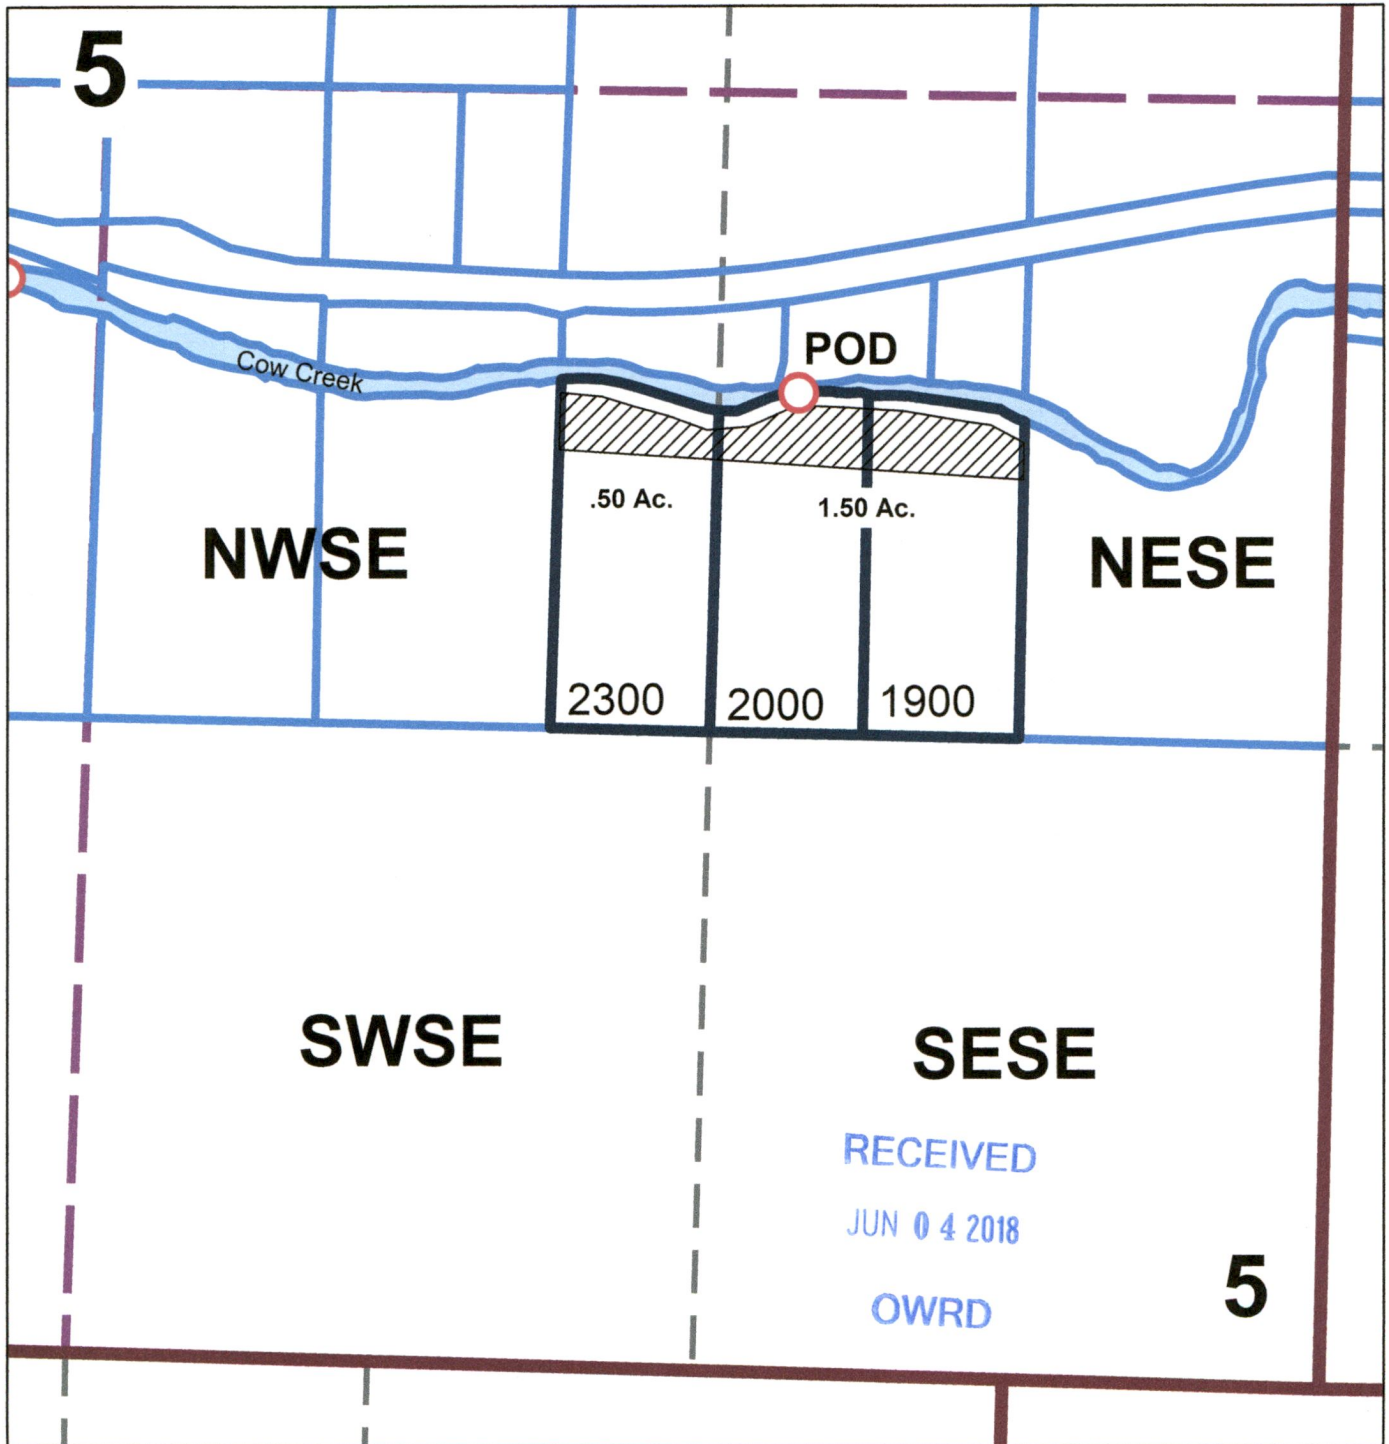 5
POD
Cow Creek
.50 Ac.
1.50 Ac.
NWSE
NESE
2300
2000
1900
SWSE
SESE
RECEIVED
JUN 04 2018
OWRD
5